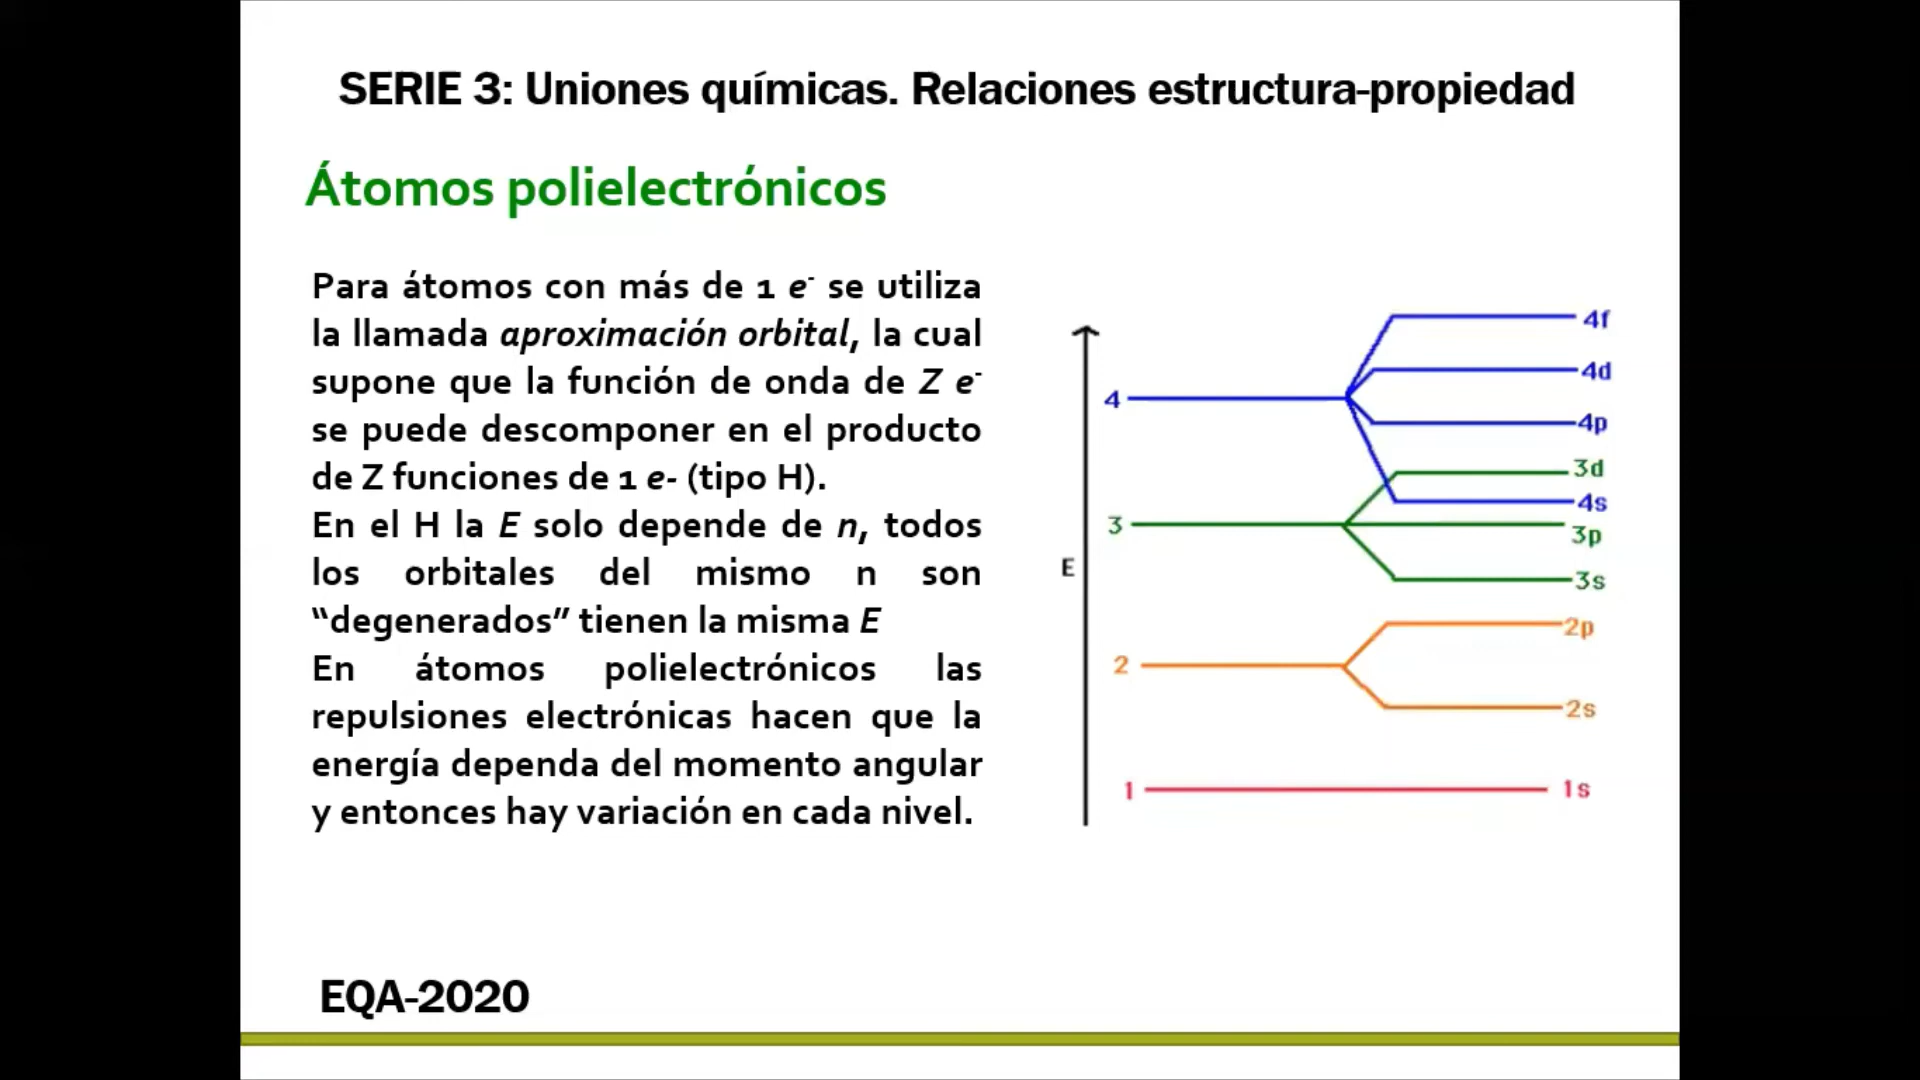 SERIE 3: Uniones químicas. Relaciones estructura-propiedad
Átomos polielectrónicos
Para átomos con más de 1 e- se utiliza
la llamada aproximación orbital, la cual
supone que la función de onda de Z e-
se puede descomponer en el producto
de Z funciones de 1 e- (tipo H).
En el H la E solo depende de n, todos
los orbitales del mismo n son
“degenerados” tienen la misma E
En átomos polielectrónicos las
repulsiones electrónicas hacen que la
energía dependa del momento angular
y entonces hay variación en cada nivel.
E
4
3
2
1
4f
4d
4p
3d
4s
3p
3s
2p
2s
1s
EQA-2020